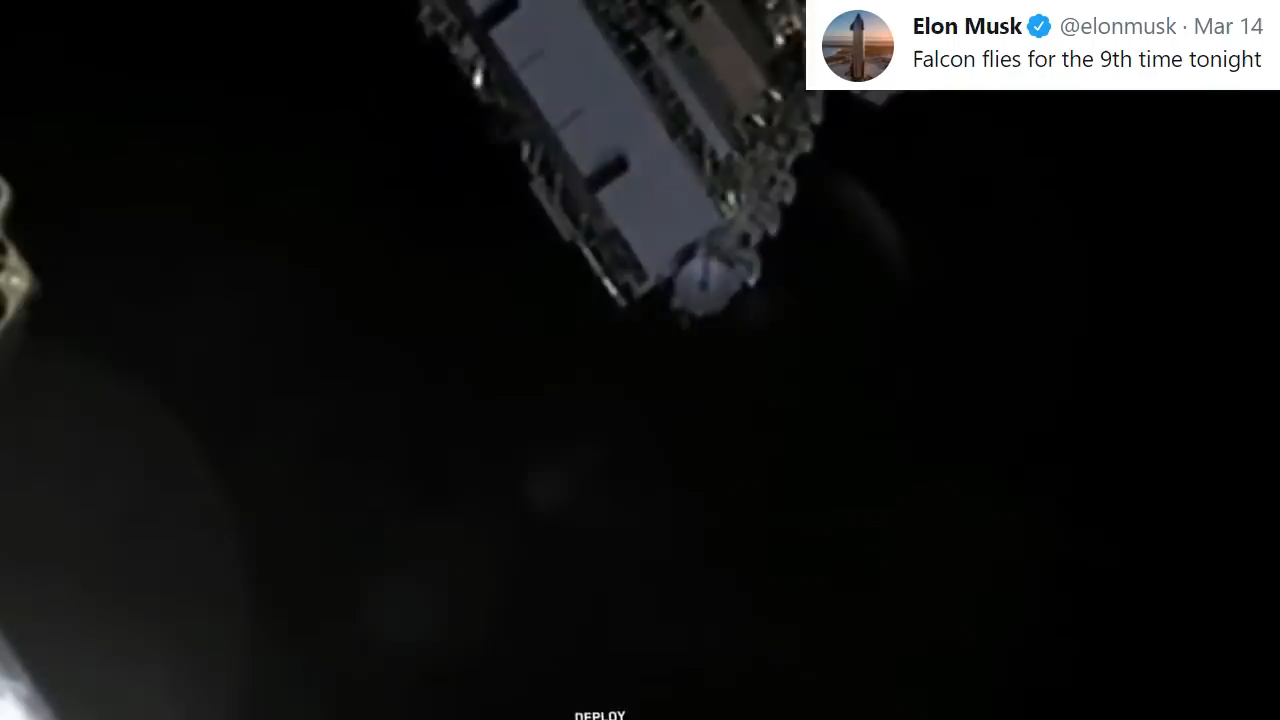 Elon Musk @elonmusk · Mar 14
Falcon flies for the 9th time tonight
DEPLOY